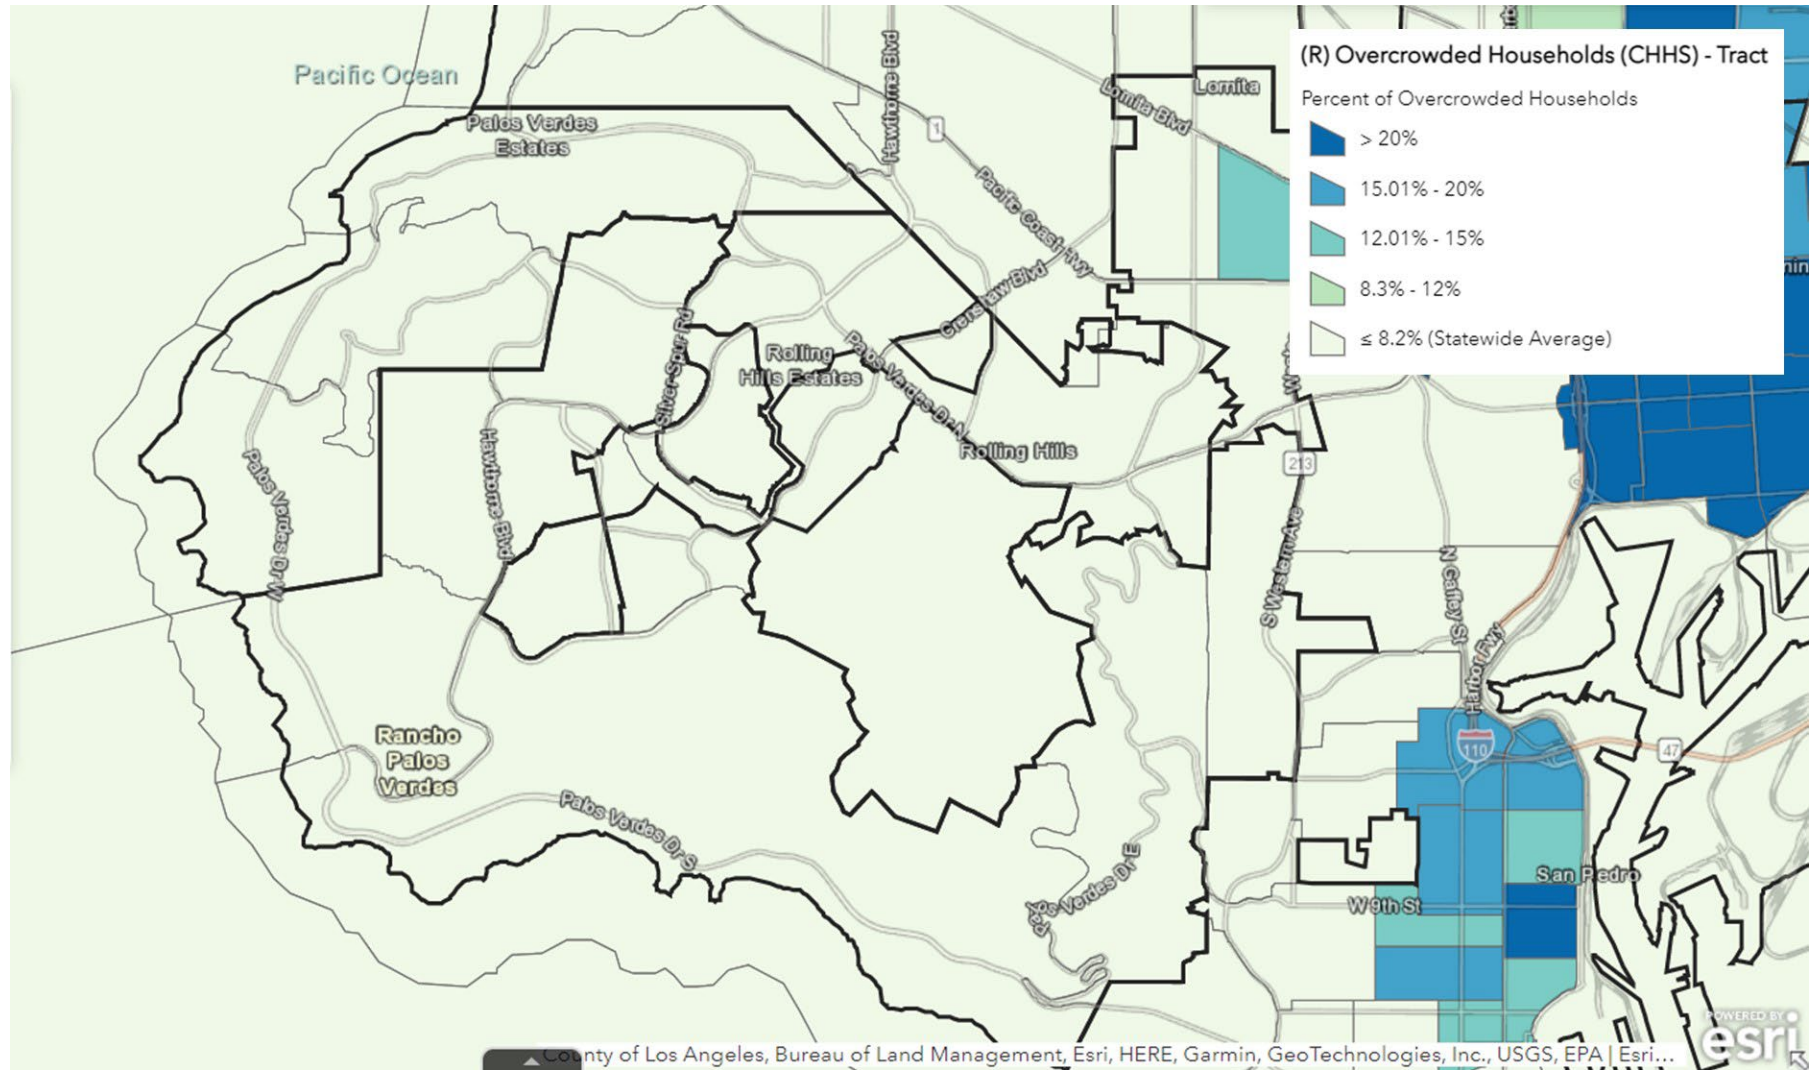 Pacific Ocean
Palos Verdes
Estates
Hawthorne Blvd
1
Lomita Blvd
Lomita
Pacific Coast Hwy
Crenshaw Blvd
(R) Overcrowded Households (CHHS) - Tract
Percent of Overcrowded Households
> 20%
15.01% - 20%
12.01% - 15%
8.3% - 12%
≤ 8.2% (Statewide Average)
Silver Spur Rd
Rolling
Hills Estates
Palos Verdes Dr N
Rolling Hills
213
Palos Verdes Dr W
Hawthorne Blvd
S Western Ave
N Gaffey St
Harbor Fwy
110
47
Rancho
Palos
Verdes
Palos Verdes Dr S
Palos Verdes Dr E
San Pedro
W 9th St
County of Los Angeles, Bureau of Land Management, Esri, HERE, Garmin, GeoTechnologies, Inc., USGS, EPA | Esri...
POWERED BY
esri